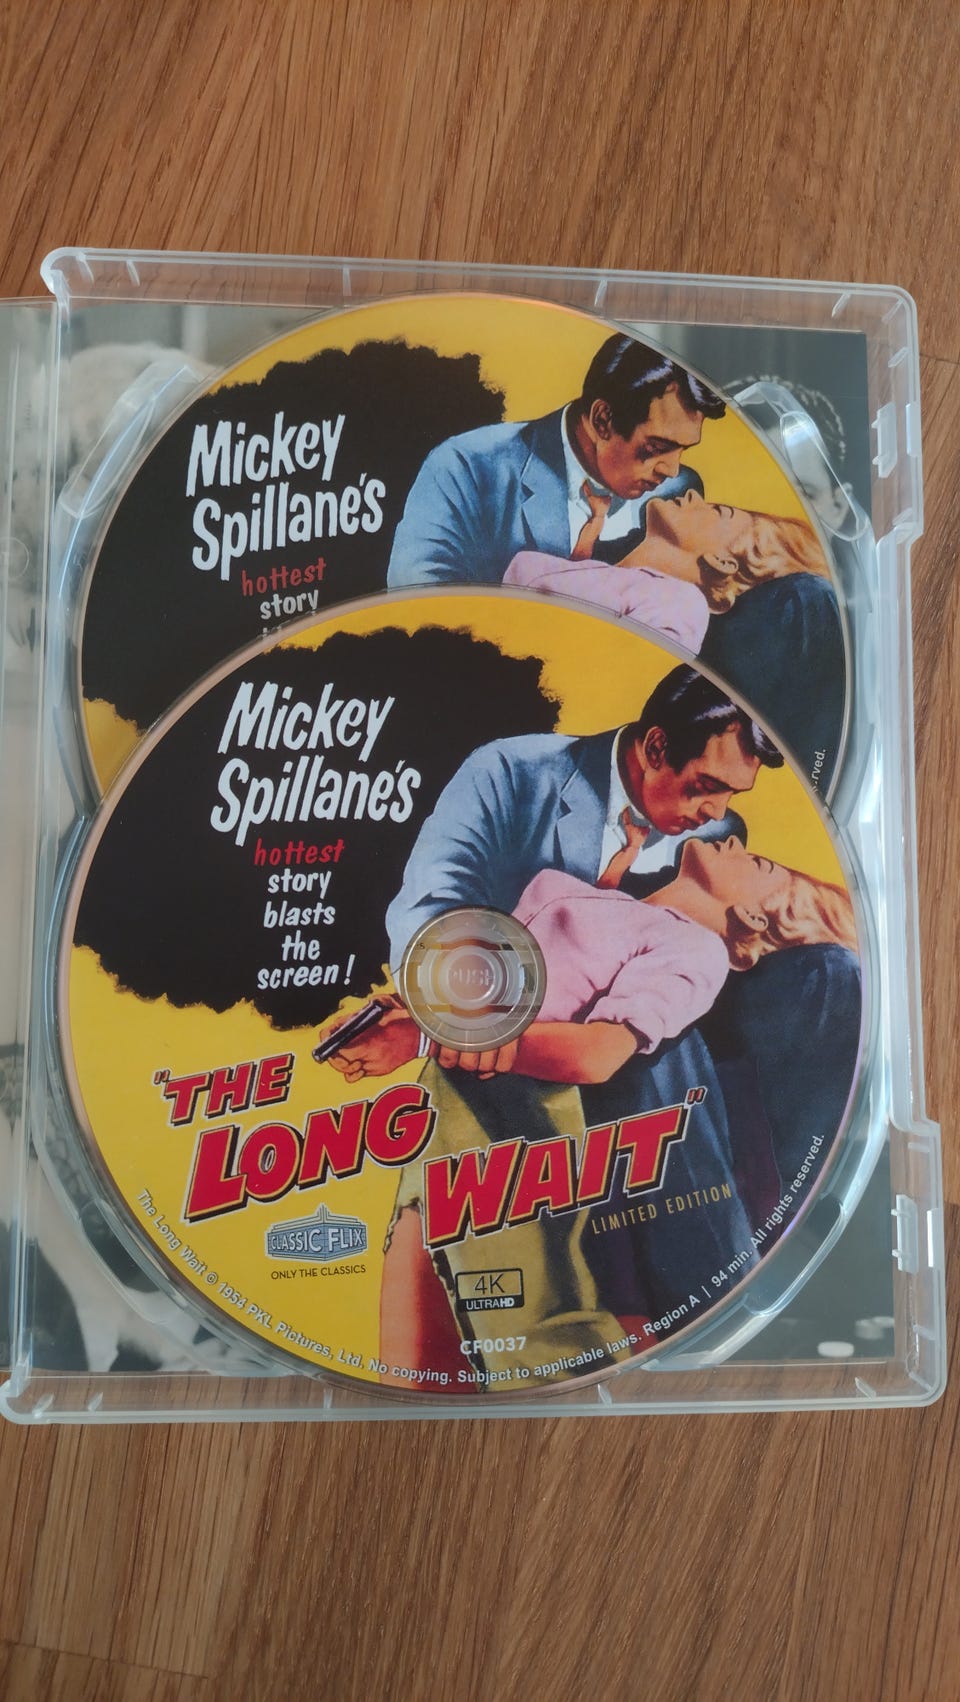 Mickey
Spillane's
hottest
story
rved.
Mickey
Spillane's
hottest
story
blasts
the
screen!
PUSH
"THE
LONG
WAIT"
LIMITED EDITION
CLASSIC FLIX
ONLY THE CLASSICS
4K
ULTRA HD
CF0037
The Long Wait © 1954 PKL Pictures, Ltd. No copying. Subject to applicable laws. Region A | 94 min. All rights reserved.